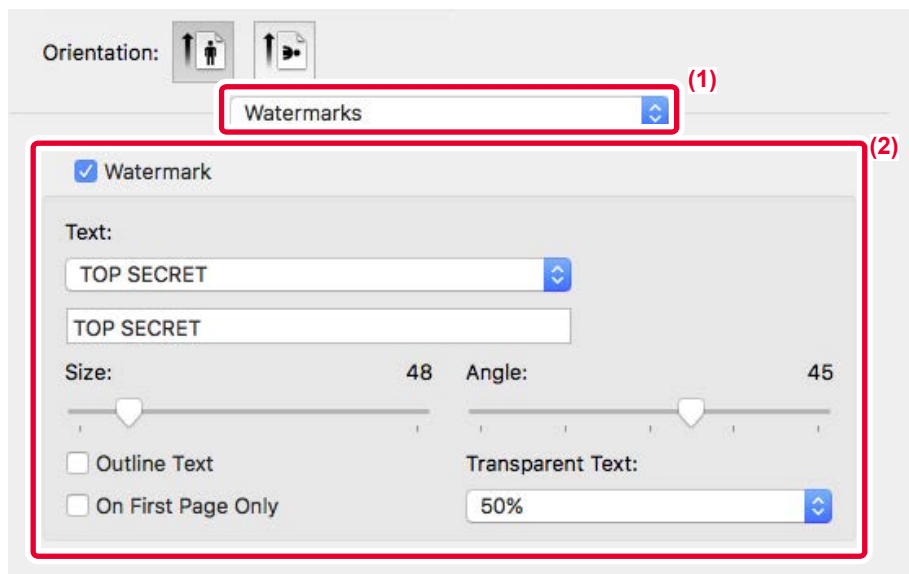 Orientation:
(1)
Watermarks
(2)
Watermark
Text:
TOP SECRET
TOP SECRET
Size: 48 Angle: 45
Outline Text Transparent Text:
On First Page Only 50%